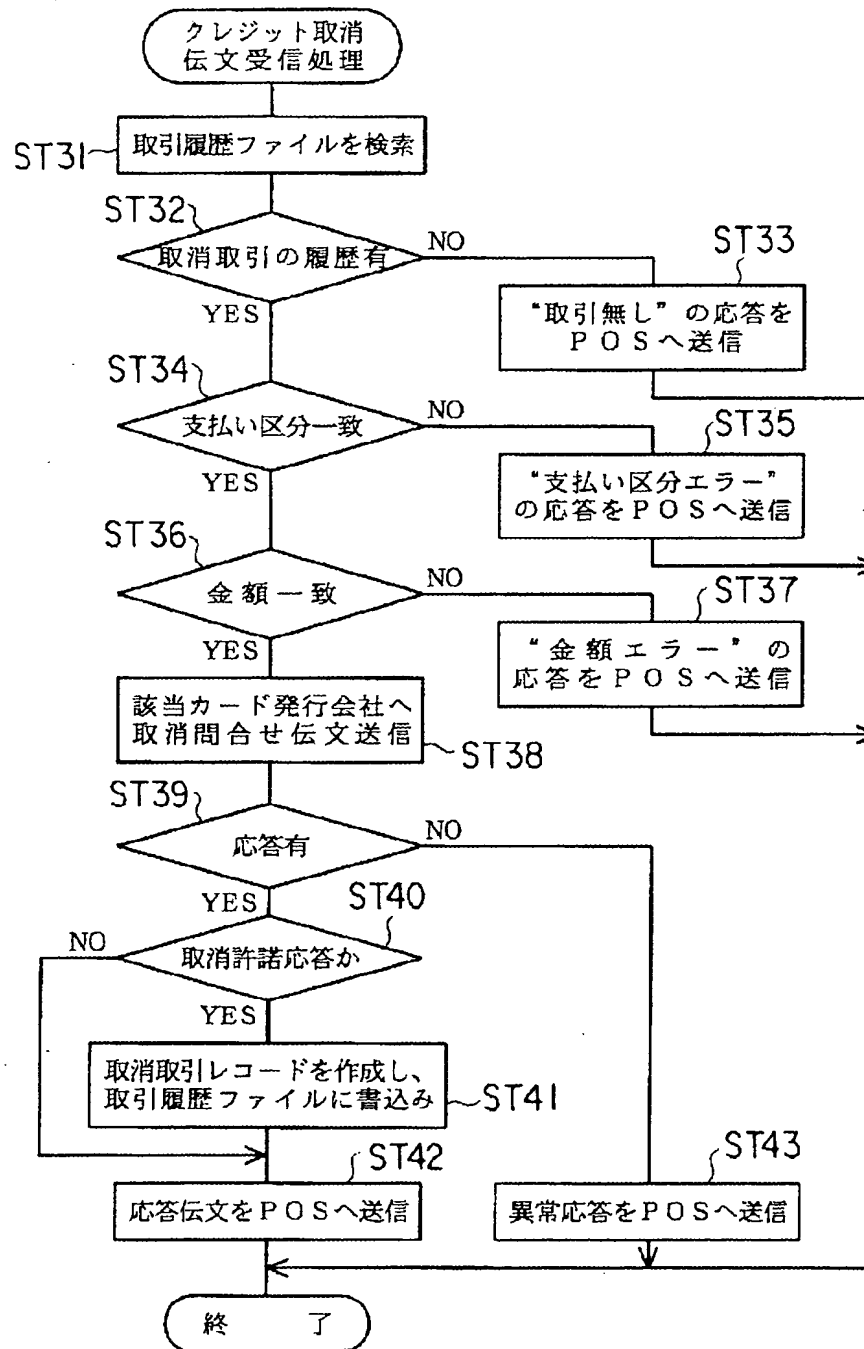 クレジット取消
伝文受信処理
ST31
取引履歴ファイルを検索
ST32
取消取引の履歴有
NO
YES
ST33
“取引無し”の応答を
POSへ送信
ST34
支払い区分一致
NO
YES
ST35
“支払い区分エラー”
の応答をPOSへ送信
ST36
金額一致
NO
YES
ST37
“金額エラー”の
応答をPOSへ送信
該当カード発行会社へ
取消問合せ伝文送信
ST38
ST39
応答有
NO
YES
ST40
NO
取消許諾応答か
YES
取消取引レコードを作成し、
取引履歴ファイルに書込み
ST41
ST42
応答伝文をPOSへ送信
ST43
異常応答をPOSへ送信
終了